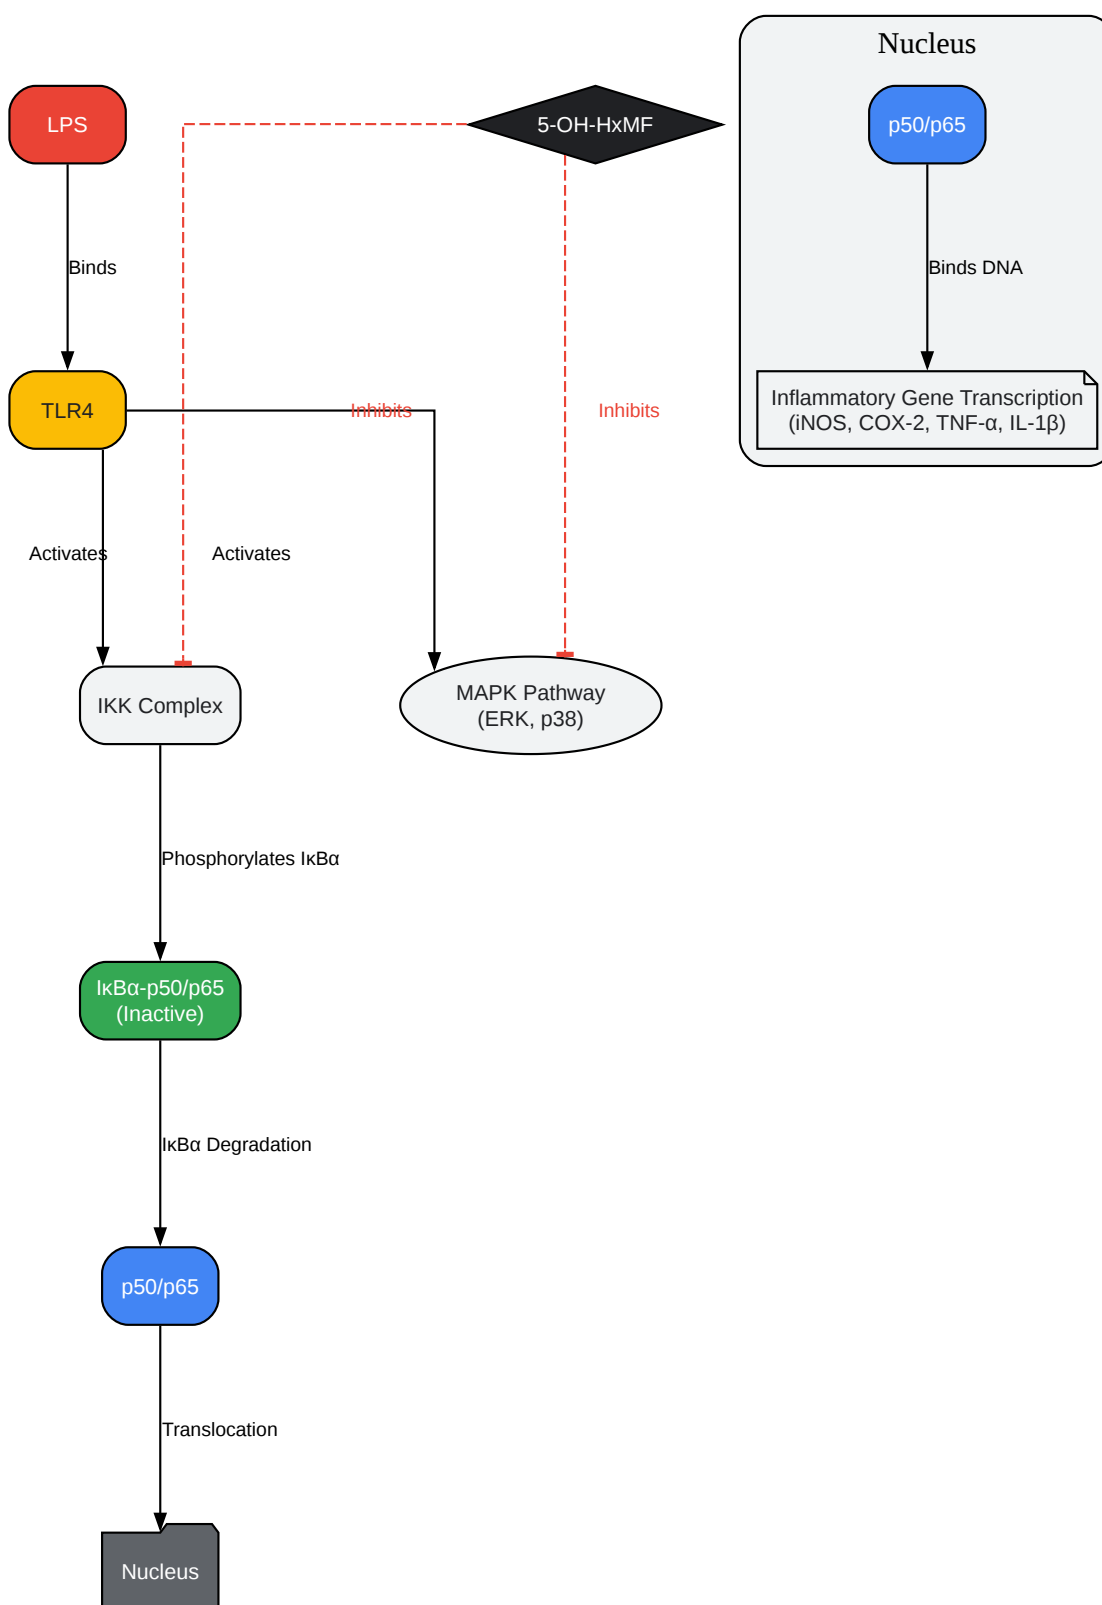 Nucleus
LPS
5-OH-HxMF
p50/p65
Binds
Binds DNA
TLR4
Inhibits
Inhibits
Inflammatory Gene Transcription
(iNOS, COX-2, TNF-α, IL-1β)
Activates
Activates
IKK Complex
MAPK Pathway
(ERK, p38)
Phosphorylates IκBα
IκBα-p50/p65
(Inactive)
IκBα Degradation
p50/p65
Translocation
Nucleus